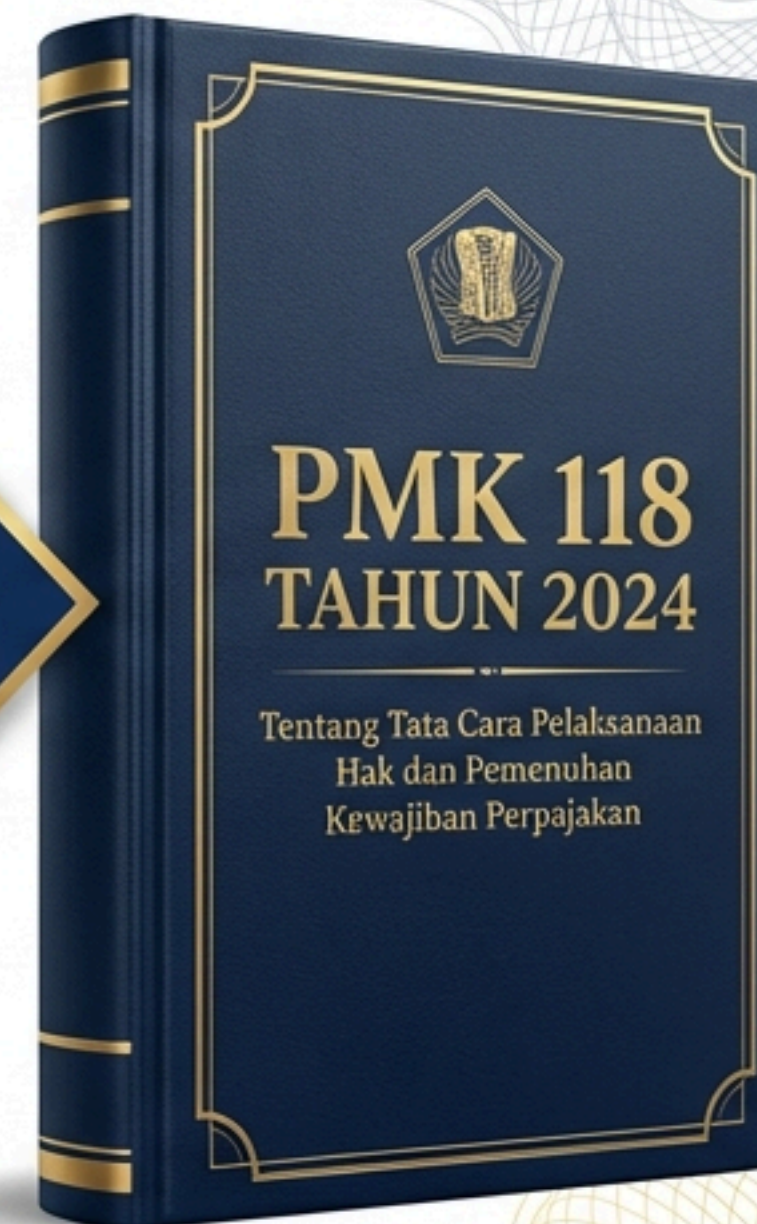 PMK 118
TAHUN 2024
Tentang Tata Cara Pelaksanaan
Hak dan Pemenuhan
Kewajiban Perpajakan